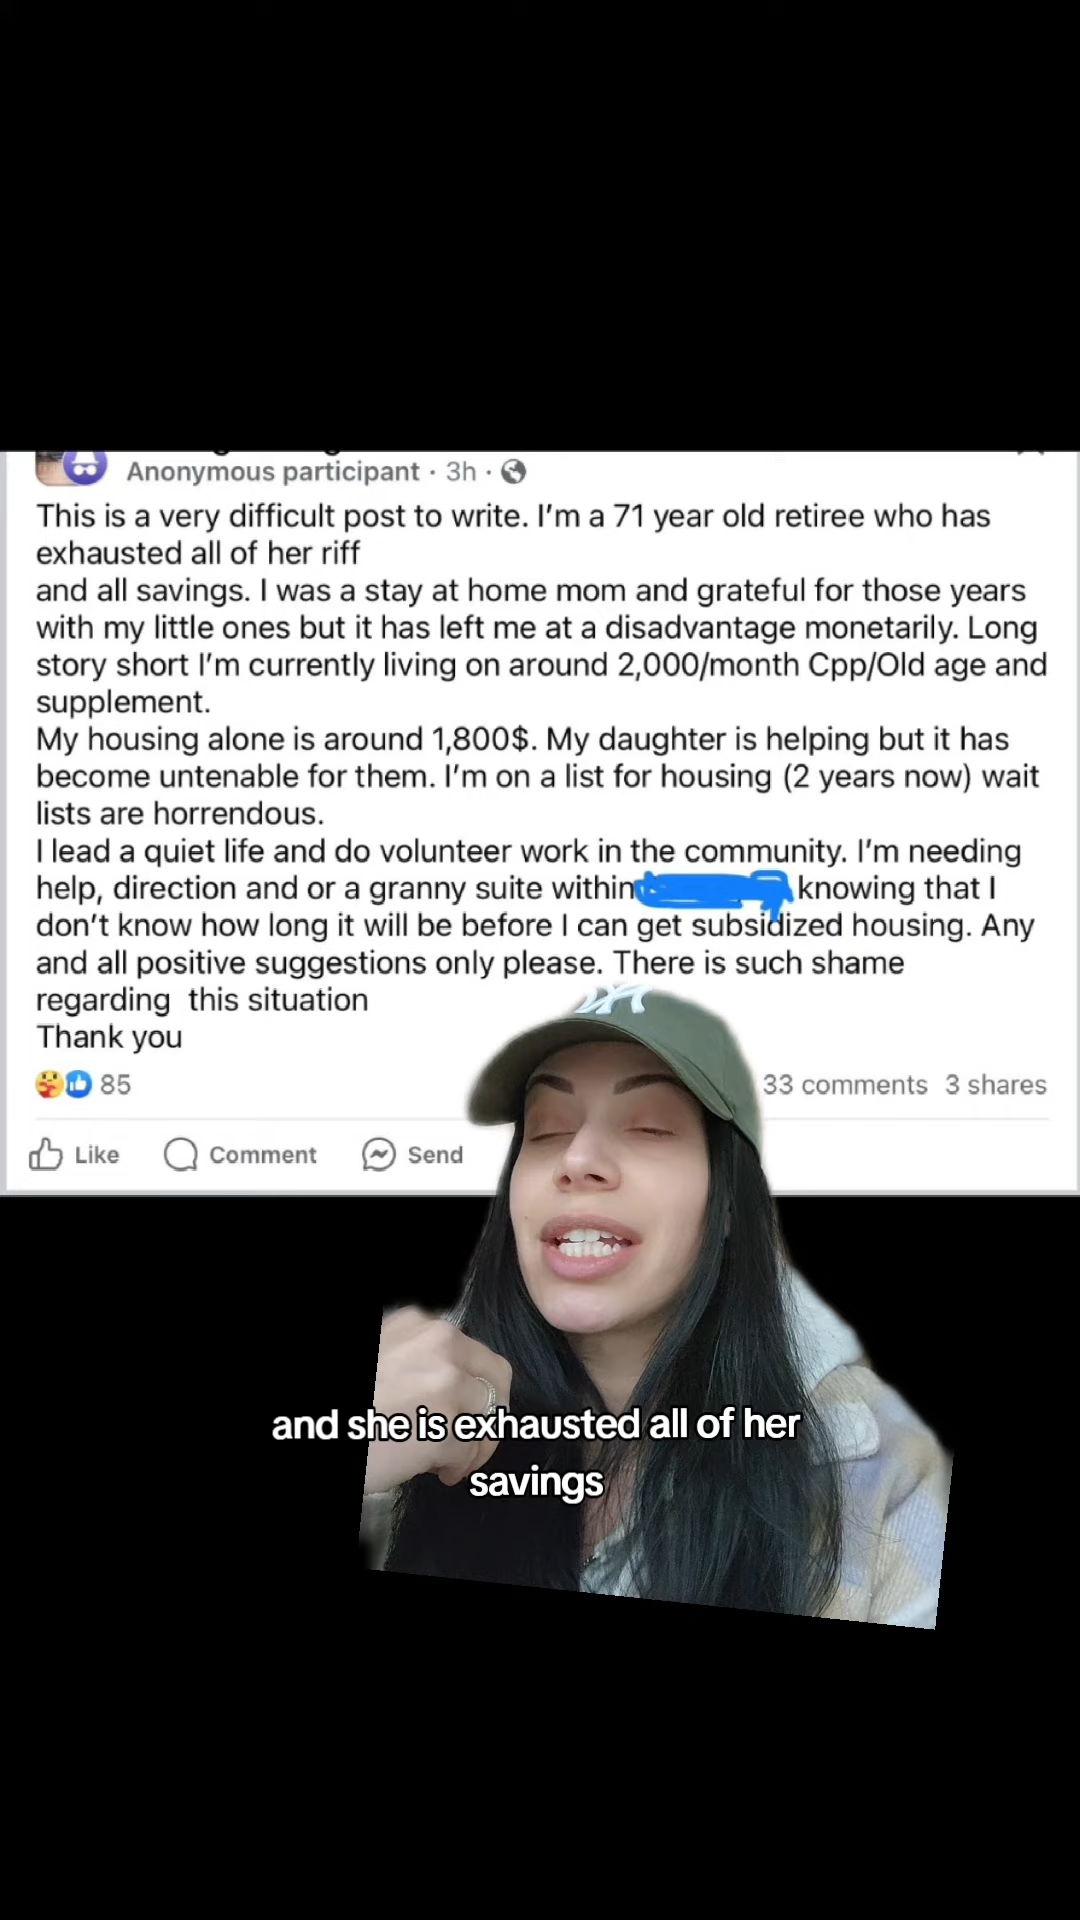 Anonymous participant · 3h ·
This is a very difficult post to write. I'm a 71 year old retiree who has
exhausted all of her riff
and all savings. I was a stay at home mom and grateful for those years
with my little ones but it has left me at a disadvantage monetarily. Long
story short I'm currently living on around 2,000/month Cpp/Old age and
supplement.
My housing alone is around 1,800$. My daughter is helping but it has
become untenable for them. I'm on a list for housing (2 years now) wait
lists are horrendous.
I lead a quiet life and do volunteer work in the community. I'm needing
help, direction and or a granny suite within knowing that I
don't know how long it will be before I can get subsidized housing. Any
and all positive suggestions only please. There is such shame
regarding this situation
Thank you
85
33 comments 3 shares
Like Comment Send
and she is exhausted all of her
savings